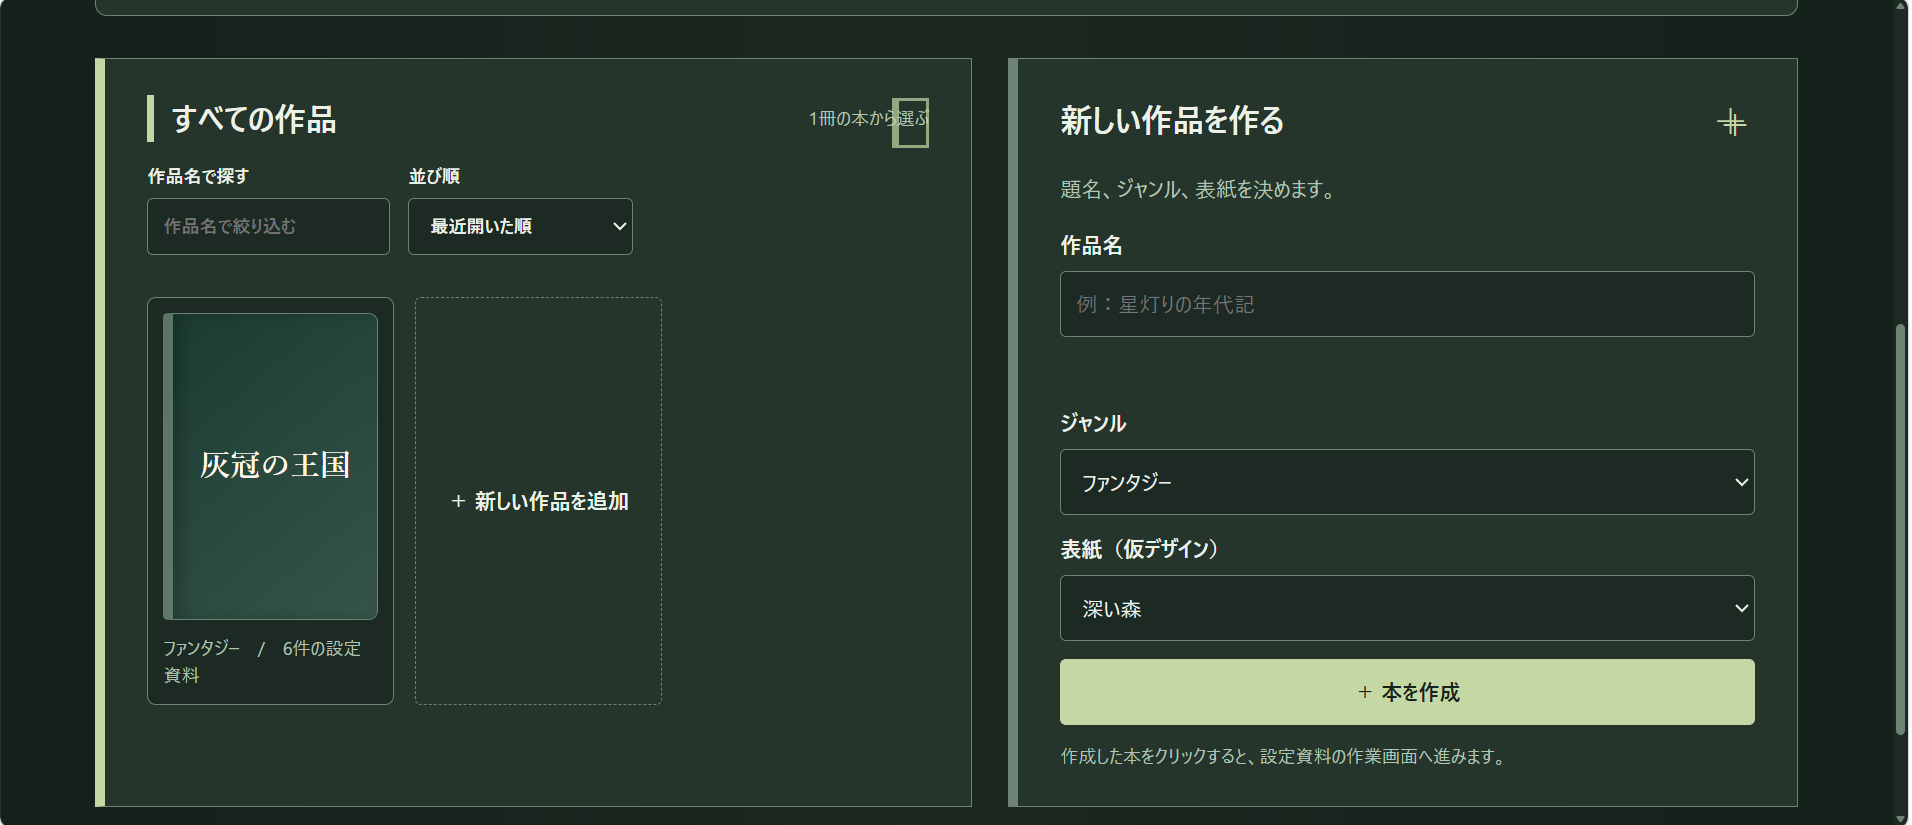 すべての作品
1冊の本から選ぶ
作品名で探す
並び順
作品名で絞り込む
最近開いた順
灰冠の王国
ファンタジー / 6件の設定
資料
＋ 新しい作品を追加
新しい作品を作る
題名、ジャンル、表紙を決めます。
作品名
例：星灯りの年代記
ジャンル
ファンタジー
表紙（仮デザイン）
深い森
＋ 本を作成
作成した本をクリックすると、設定資料の作業画面へ進みます。